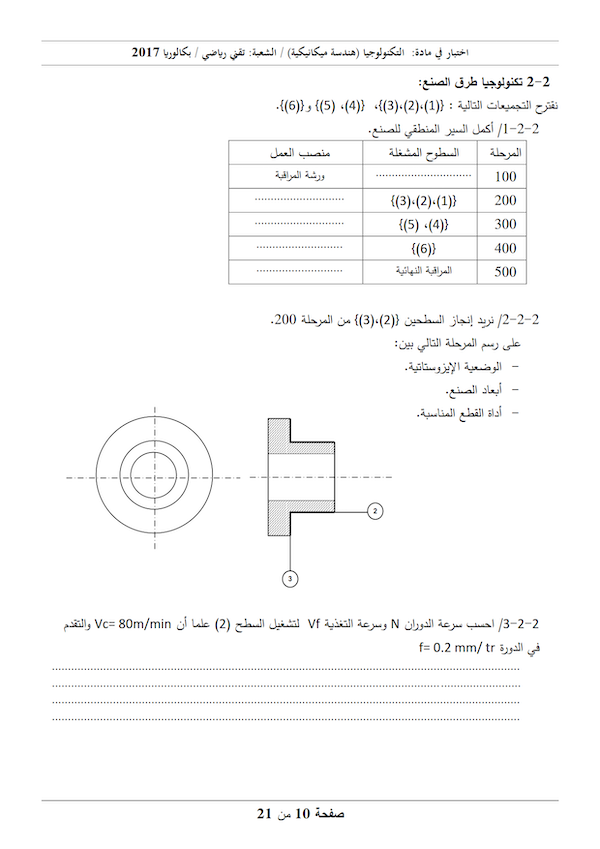 اختبار في مادة: التكنولوجيا (هندسة ميكانيكية) / الشعبة: تقني رياضي / بكالوريا 2017
2-2 تكنولوجيا طرق الصنع:
نقترح التجميعات التالية : {(1)،(2)،(3)}، {(4)، (5)} و{(6)}.
2-2-1/ أكمل السير المنطقي للصنع.
المرحلة السطوح المشغلة منصب العمل
100 .............................. ورشة المراقبة
200 {(1)،(2)،(3)} ............................
300 {(4)، (5)} ............................
400 {(6)} ...........................
500 المراقبة النهائية ...........................
2-2-2/ نريد إنجاز السطحين {(2)،(3)} من المرحلة 200.
على رسم المرحلة التالي بين:
- الوضعية الإيزوستاتية.
- أبعاد الصنع.
- أداة القطع المناسبة.
2
3
2-2-3/ احسب سرعة الدوران N وسرعة التغذية Vf لتشغيل السطح (2) علما أن Vc= 80m/min والتقدم
في الدورة f= 0.2 mm/ tr
صفحة 10 من 21